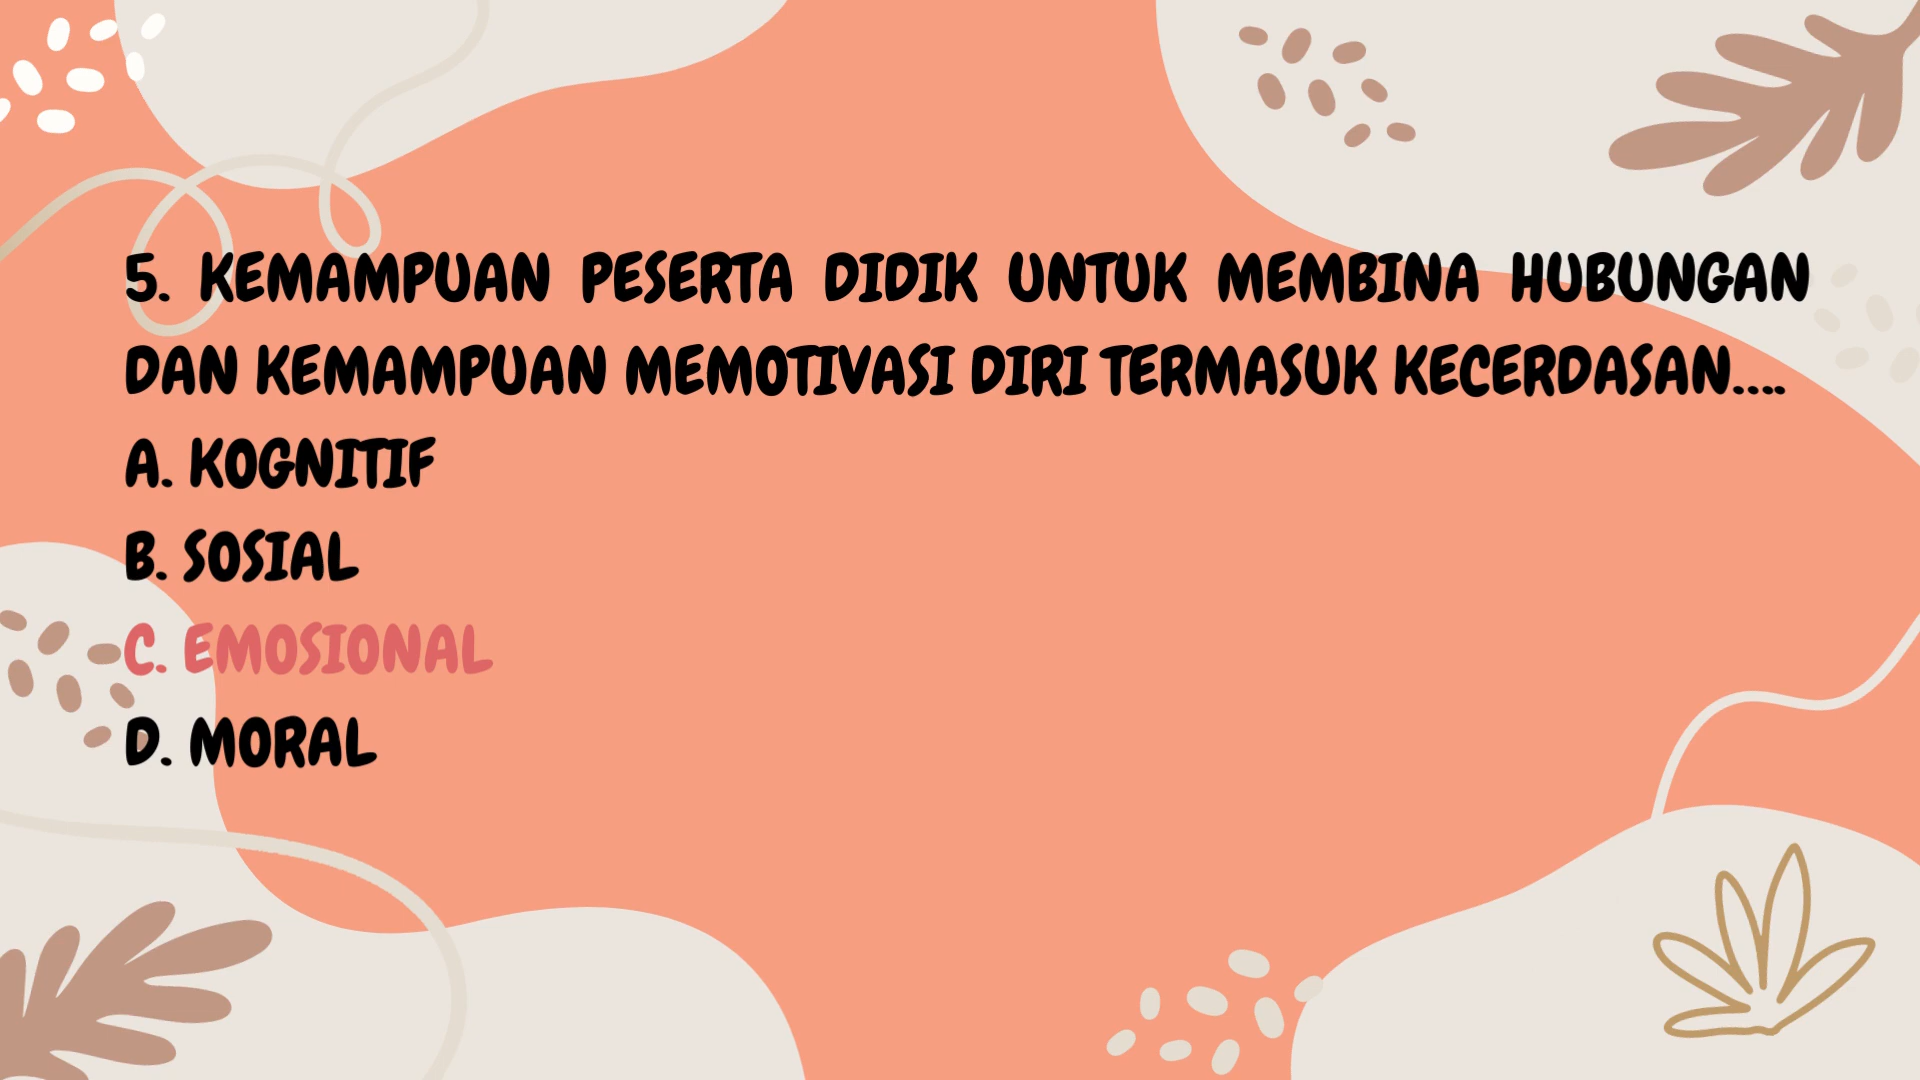 5. KEMAMPUAN PESERTA DIDIK UNTUK MEMBINA HUBUNGAN
DAN KEMAMPUAN MEMOTIVASI DIRI TERMASUK KECERDASAN....
A. KOGNITIF
B. SOSIAL
C. EMOSIONAL
D. MORAL